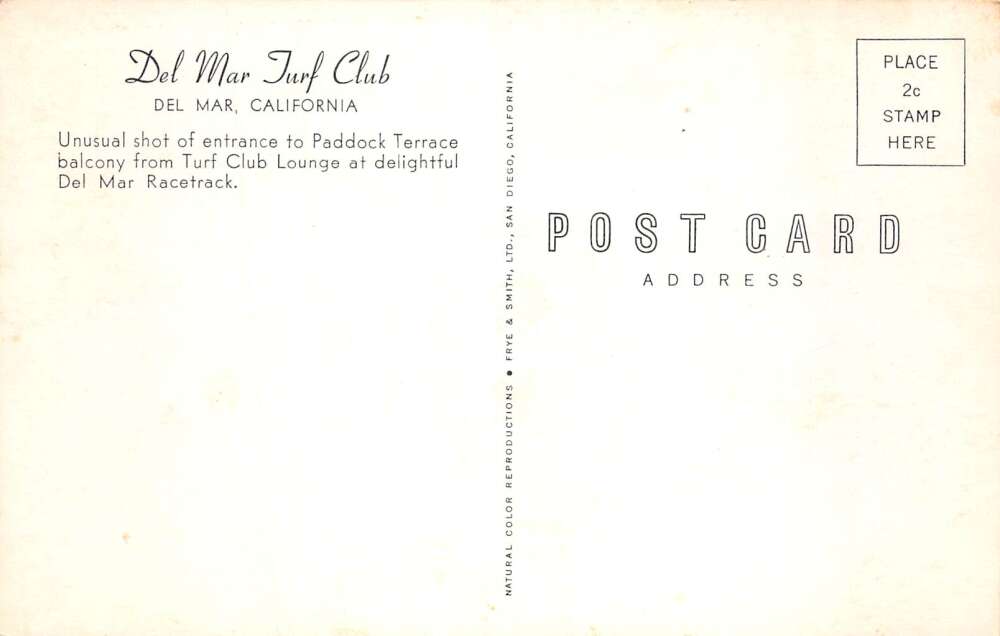 Del Mar Turf Club
DEL MAR, CALIFORNIA
Unusual shot of entrance to Paddock Terrace
balcony from Turf Club Lounge at delightful
Del Mar Racetrack.
NATURAL COLOR REPRODUCTIONS • FRYE & SMITH, LTD., SAN DIEGO, CALIFORNIA
PLACE
2c
STAMP
HERE
POST CARD
ADDRESS